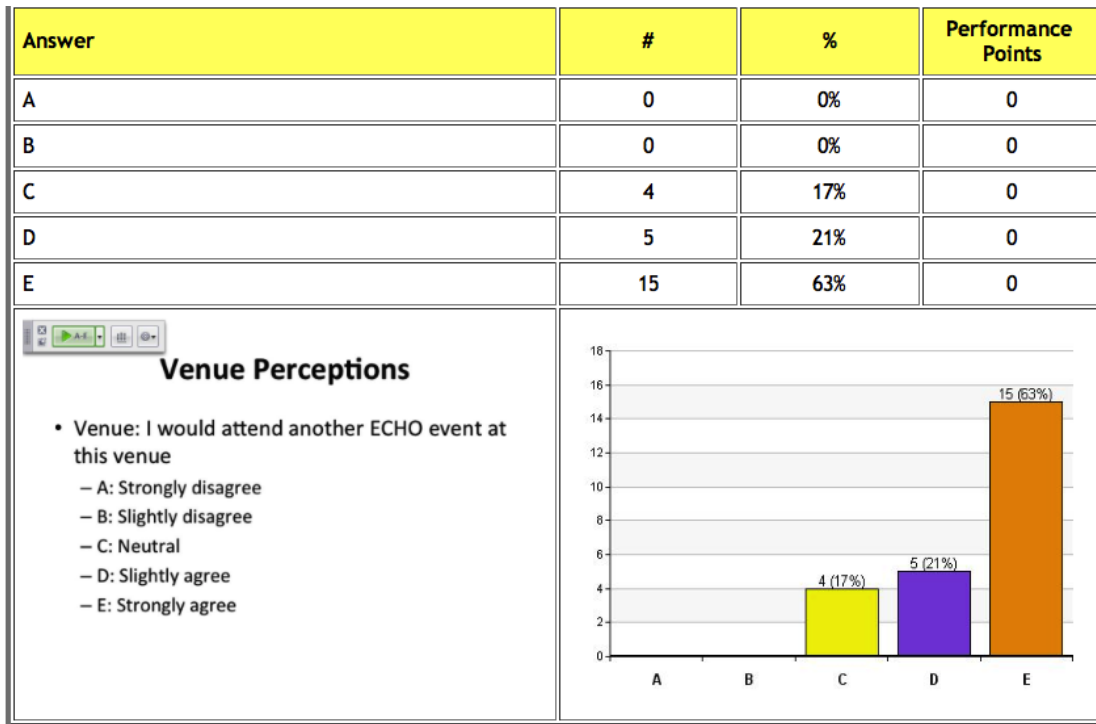 Answer # % Performance Points
A 0 0% 0
B 0 0% 0
C 4 17% 0
D 5 21% 0
E 15 63% 0
A-E
Venue Perceptions
• Venue: I would attend another ECHO event at
this venue
– A: Strongly disagree
– B: Slightly disagree
– C: Neutral
– D: Slightly agree
– E: Strongly agree
18
16
14
12
10
8
6
4
2
0
4 (17%)
5 (21%)
15 (63%)
A B C D E